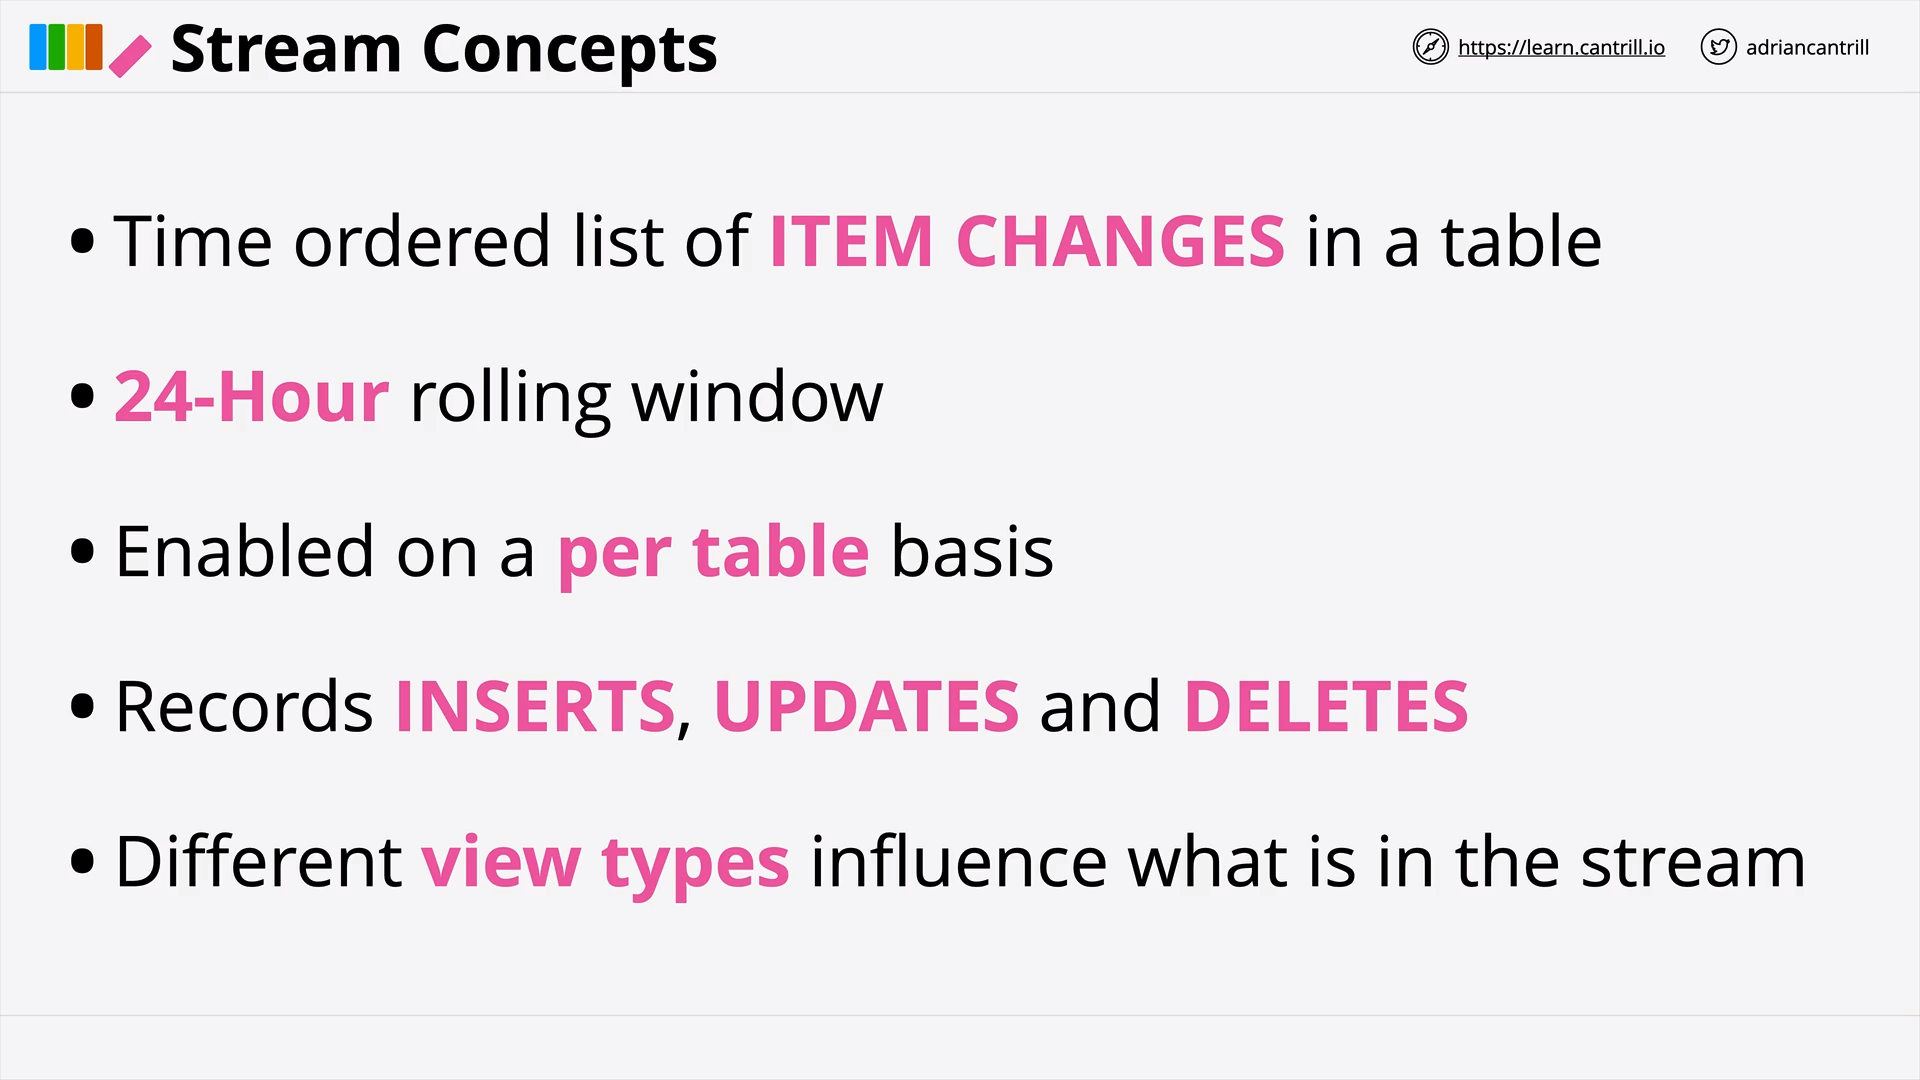 Stream Concepts
https://learn.cantrill.io
adriancantrill
• Time ordered list of ITEM CHANGES in a table
• 24-Hour rolling window
• Enabled on a per table basis
• Records INSERTS, UPDATES and DELETES
• Different view types influence what is in the stream